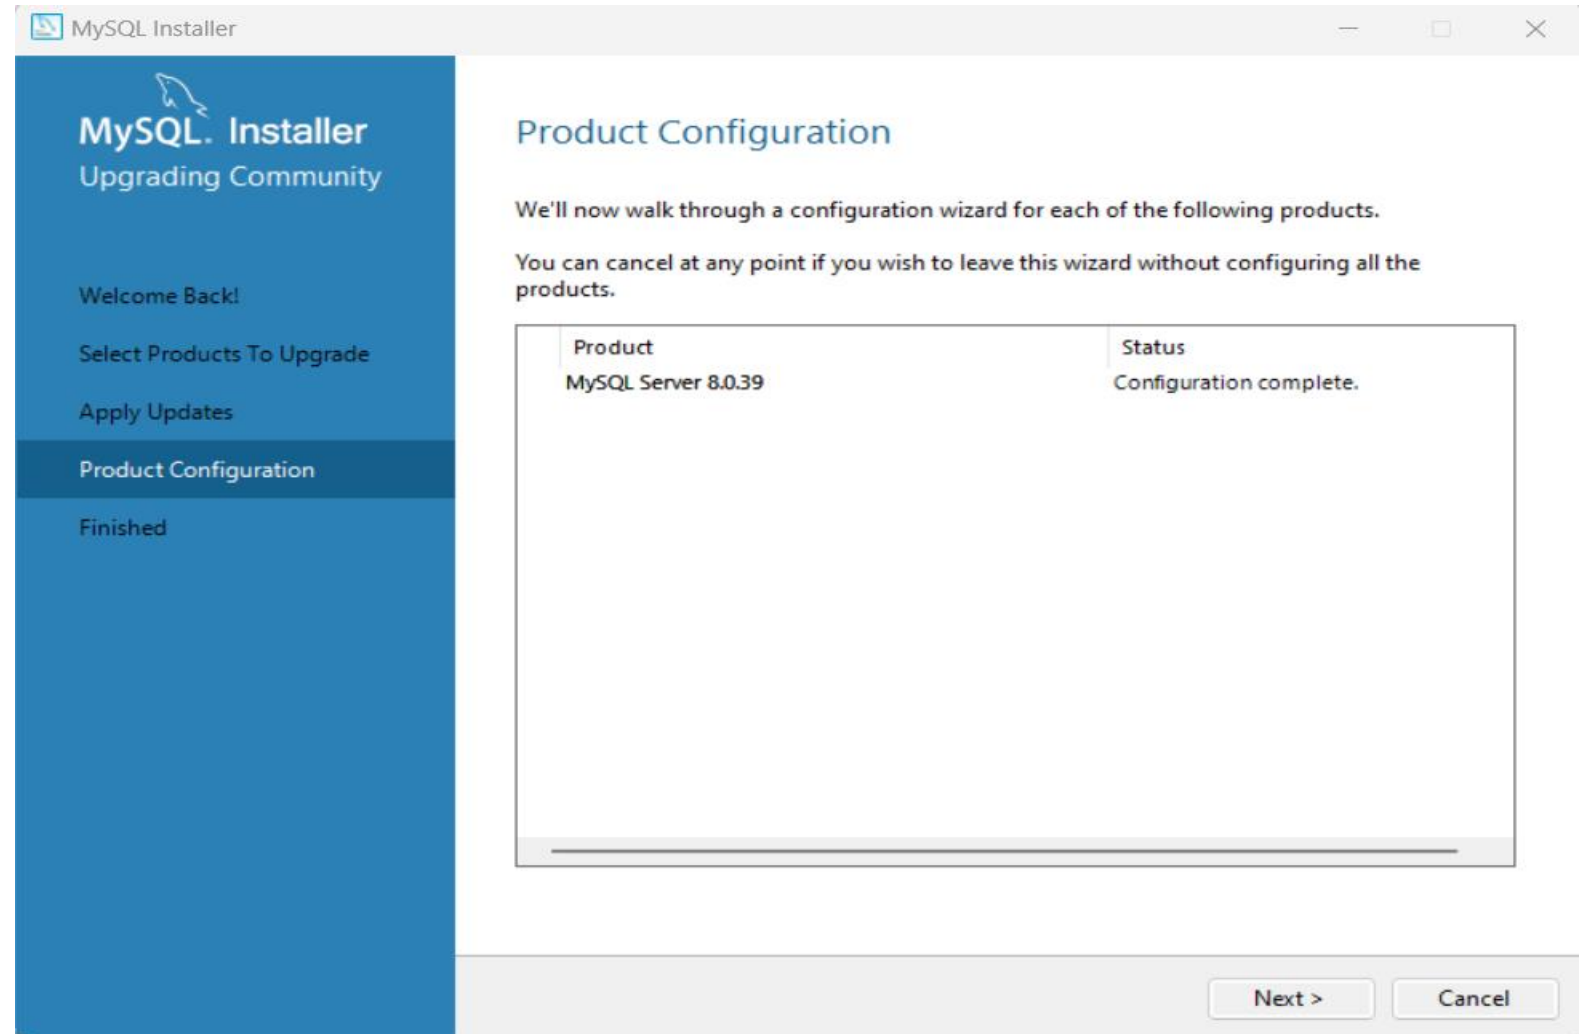 MySQL Installer
MySQL. Installer
Upgrading Community
Welcome Back!
Select Products To Upgrade
Apply Updates
Product Configuration
Finished
Product Configuration
We'll now walk through a configuration wizard for each of the following products.
You can cancel at any point if you wish to leave this wizard without configuring all the
products.
Product Status
MySQL Server 8.0.39 Configuration complete.
Next > Cancel